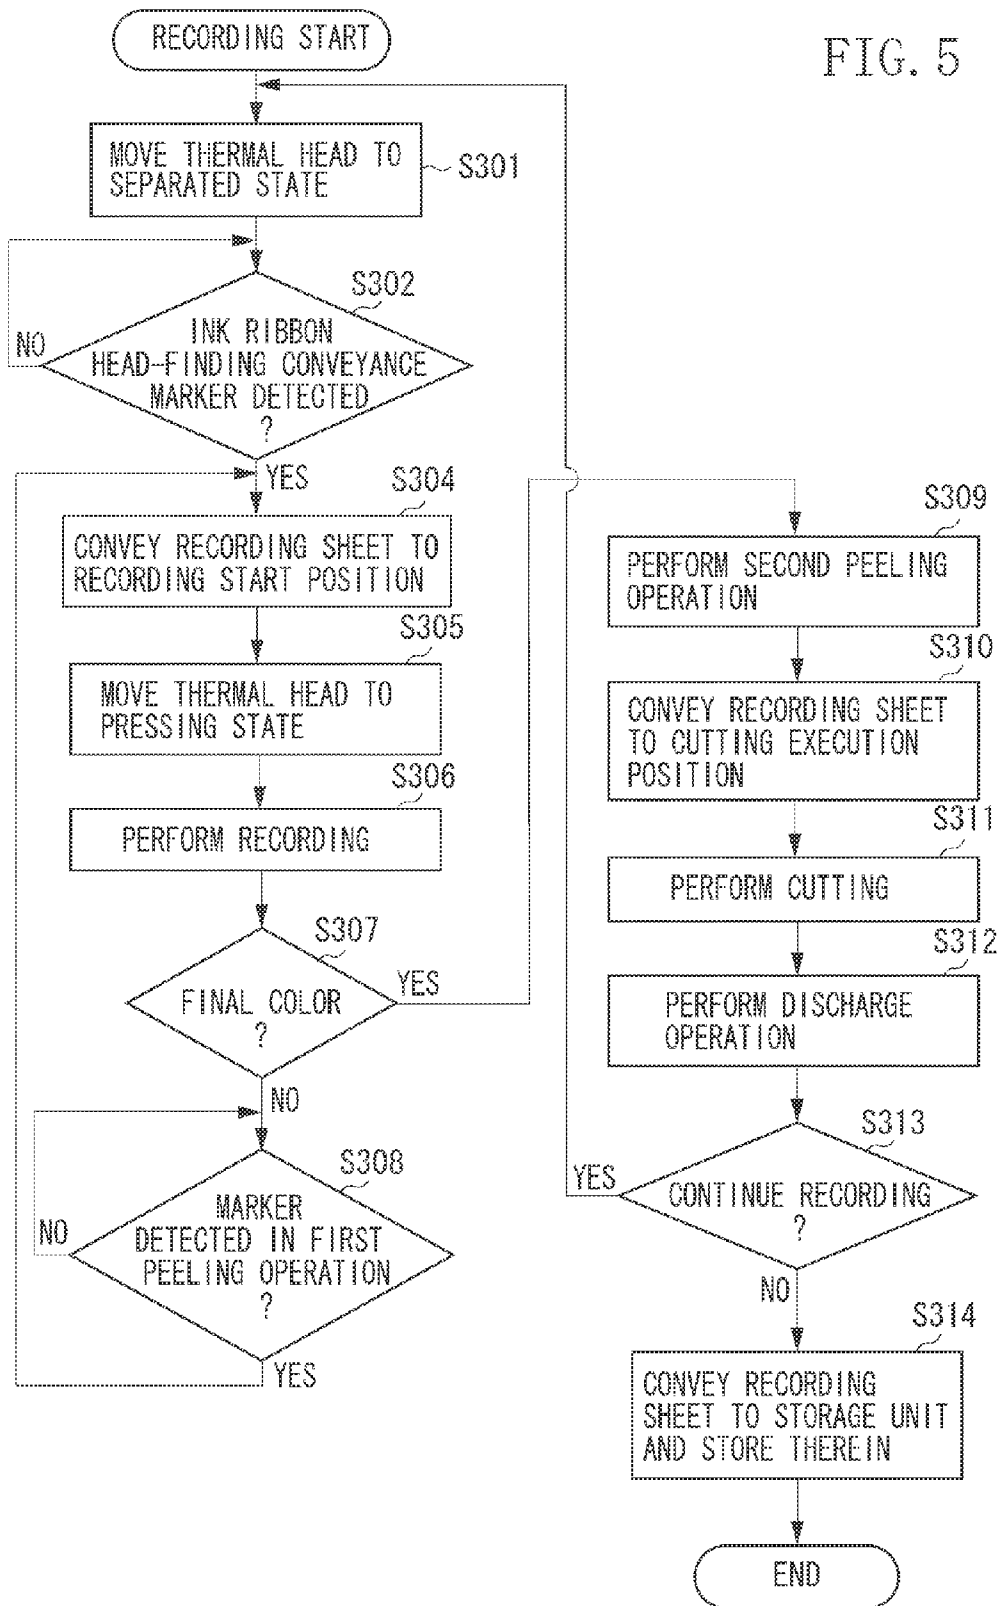 RECORDING START
FIG. 5
MOVE THERMAL HEAD TO
SEPARATED STATE
S301
S302
NO
INK RIBBON
HEAD-FINDING CONVEYANCE
MARKER DETECTED
?
YES
S304
CONVEY RECORDING SHEET TO
RECORDING START POSITION
S305
MOVE THERMAL HEAD TO
PRESSING STATE
S306
PERFORM RECORDING
S307
FINAL COLOR
?
YES
NO
S308
NO
MARKER
DETECTED IN FIRST
PEELING OPERATION
?
YES
S309
PERFORM SECOND PEELING
OPERATION
S310
CONVEY RECORDING SHEET
TO CUTTING EXECUTION
POSITION
S311
PERFORM CUTTING
S312
PERFORM DISCHARGE
OPERATION
S313
YES
CONTINUE RECORDING
?
NO
S314
CONVEY RECORDING
SHEET TO STORAGE UNIT
AND STORE THEREIN
END